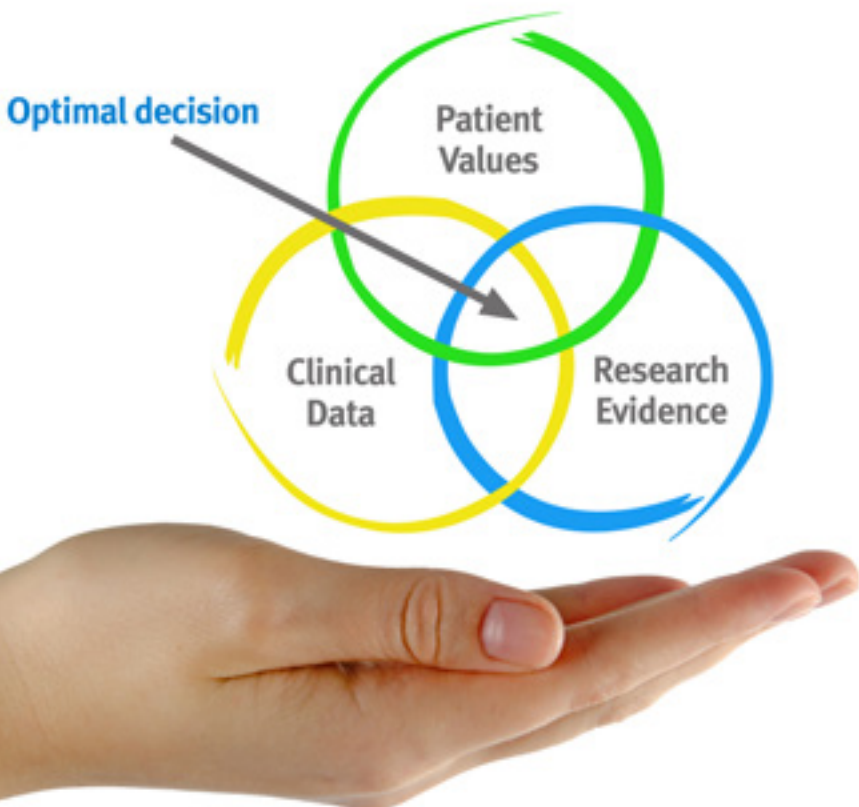 Optimal decision
Patient
Values
Clinical
Data
Research
Evidence